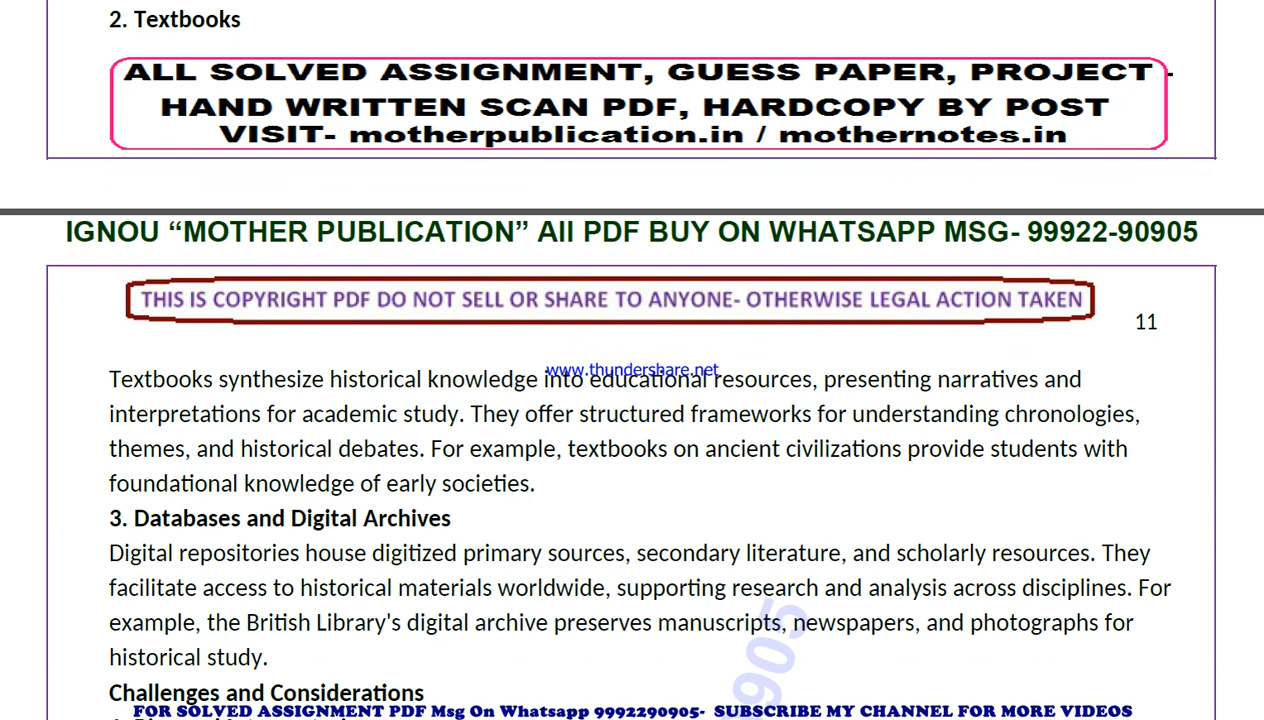 2. Textbooks
ALL SOLVED ASSIGNMENT, GUESS PAPER, PROJECT -
HAND WRITTEN SCAN PDF, HARDCOPY BY POST
VISIT- motherpublication.in / mothernotes.in
IGNOU “MOTHER PUBLICATION” All PDF BUY ON WHATSAPP MSG- 99922-90905
THIS IS COPYRIGHT PDF DO NOT SELL OR SHARE TO ANYONE- OTHERWISE LEGAL ACTION TAKEN
11
www.thundershare.net
Textbooks synthesize historical knowledge into educational resources, presenting narratives and
interpretations for academic study. They offer structured frameworks for understanding chronologies,
themes, and historical debates. For example, textbooks on ancient civilizations provide students with
foundational knowledge of early societies.
3. Databases and Digital Archives
Digital repositories house digitized primary sources, secondary literature, and scholarly resources. They
facilitate access to historical materials worldwide, supporting research and analysis across disciplines. For
example, the British Library's digital archive preserves manuscripts, newspapers, and photographs for
historical study.
0905
Challenges and Considerations
FOR SOLVED ASSIGNMENT PDF Msg On Whatsapp 9992290905- SUBSCRIBE MY CHANNEL FOR MORE VIDEOS